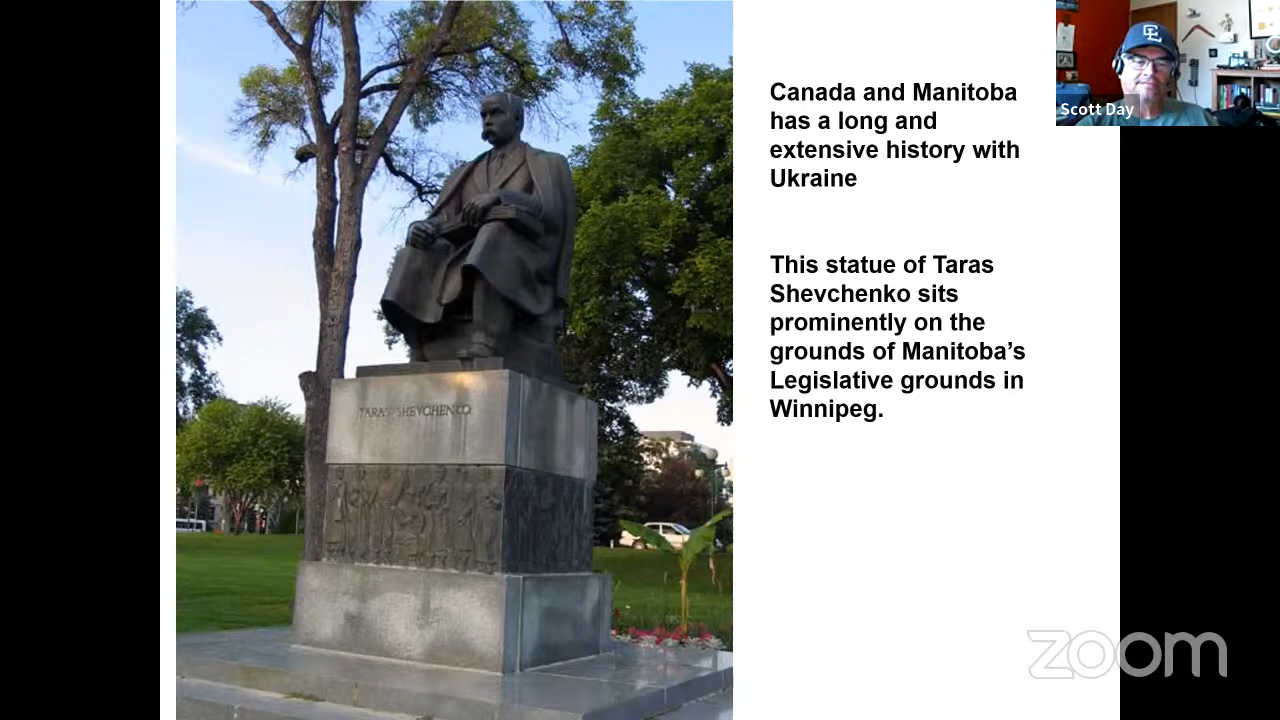 Canada and Manitoba
has a long and
extensive history with
Ukraine
This statue of Taras
Shevchenko sits
prominently on the
grounds of Manitoba’s
Legislative grounds in
Winnipeg.
TARAS SHEVCHENKO
Scott Day
zoom